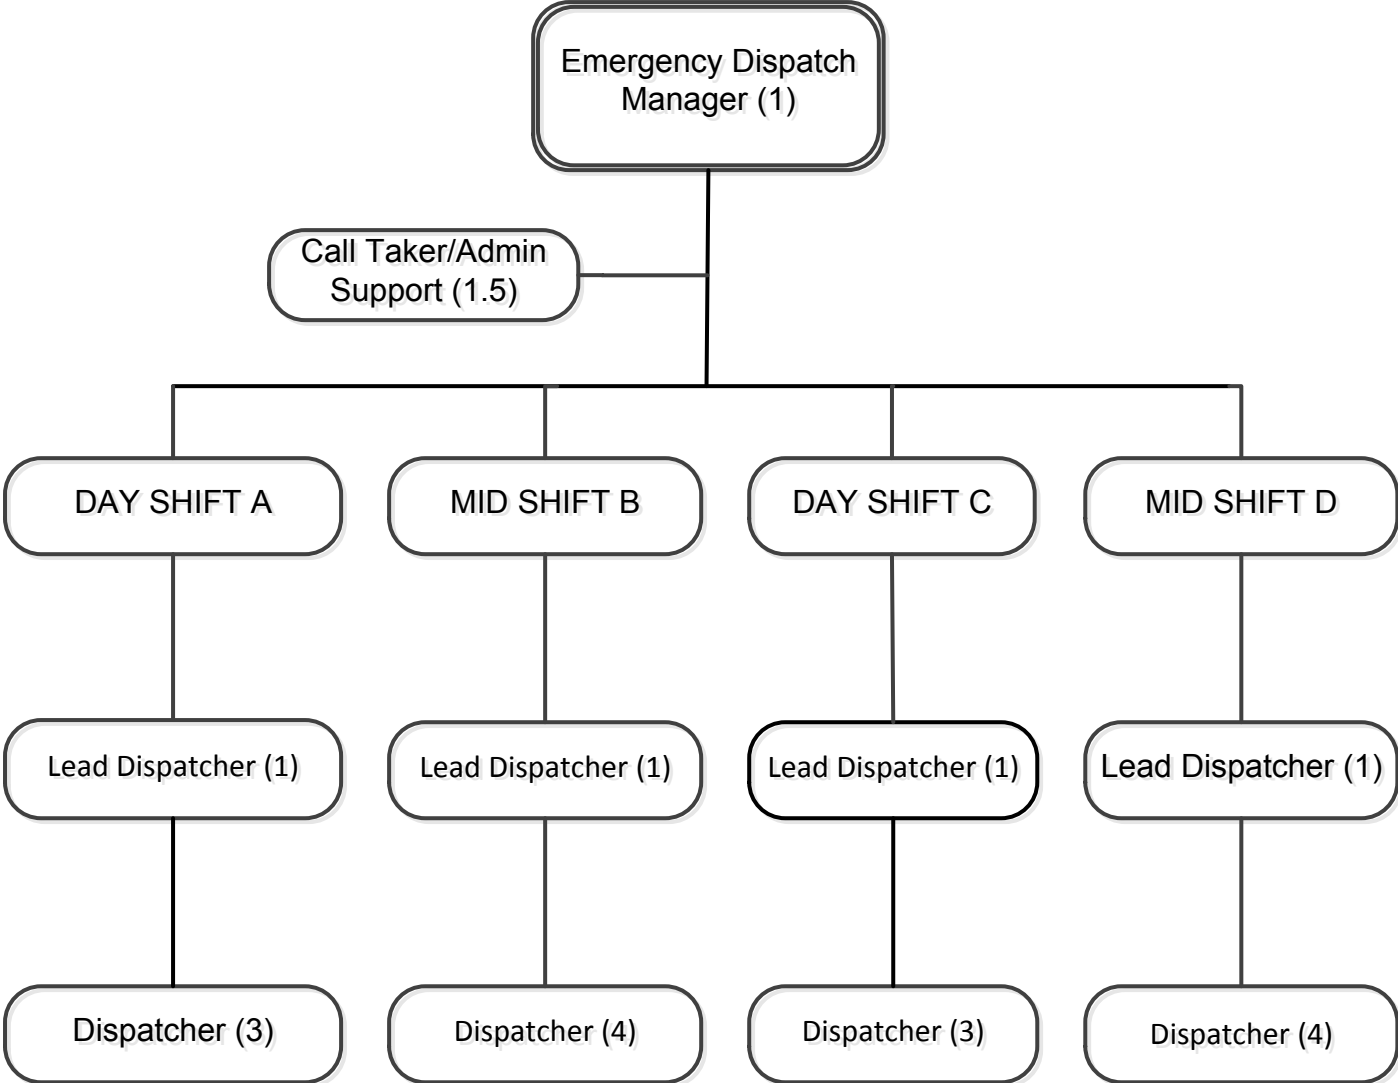 Emergency Dispatch
Manager (1)
Call Taker/Admin
Support (1.5)
DAY SHIFT A
MID SHIFT B
DAY SHIFT C
MID SHIFT D
Lead Dispatcher (1)
Lead Dispatcher (1)
Lead Dispatcher (1)
Lead Dispatcher (1)
Dispatcher (3)
Dispatcher (4)
Dispatcher (3)
Dispatcher (4)